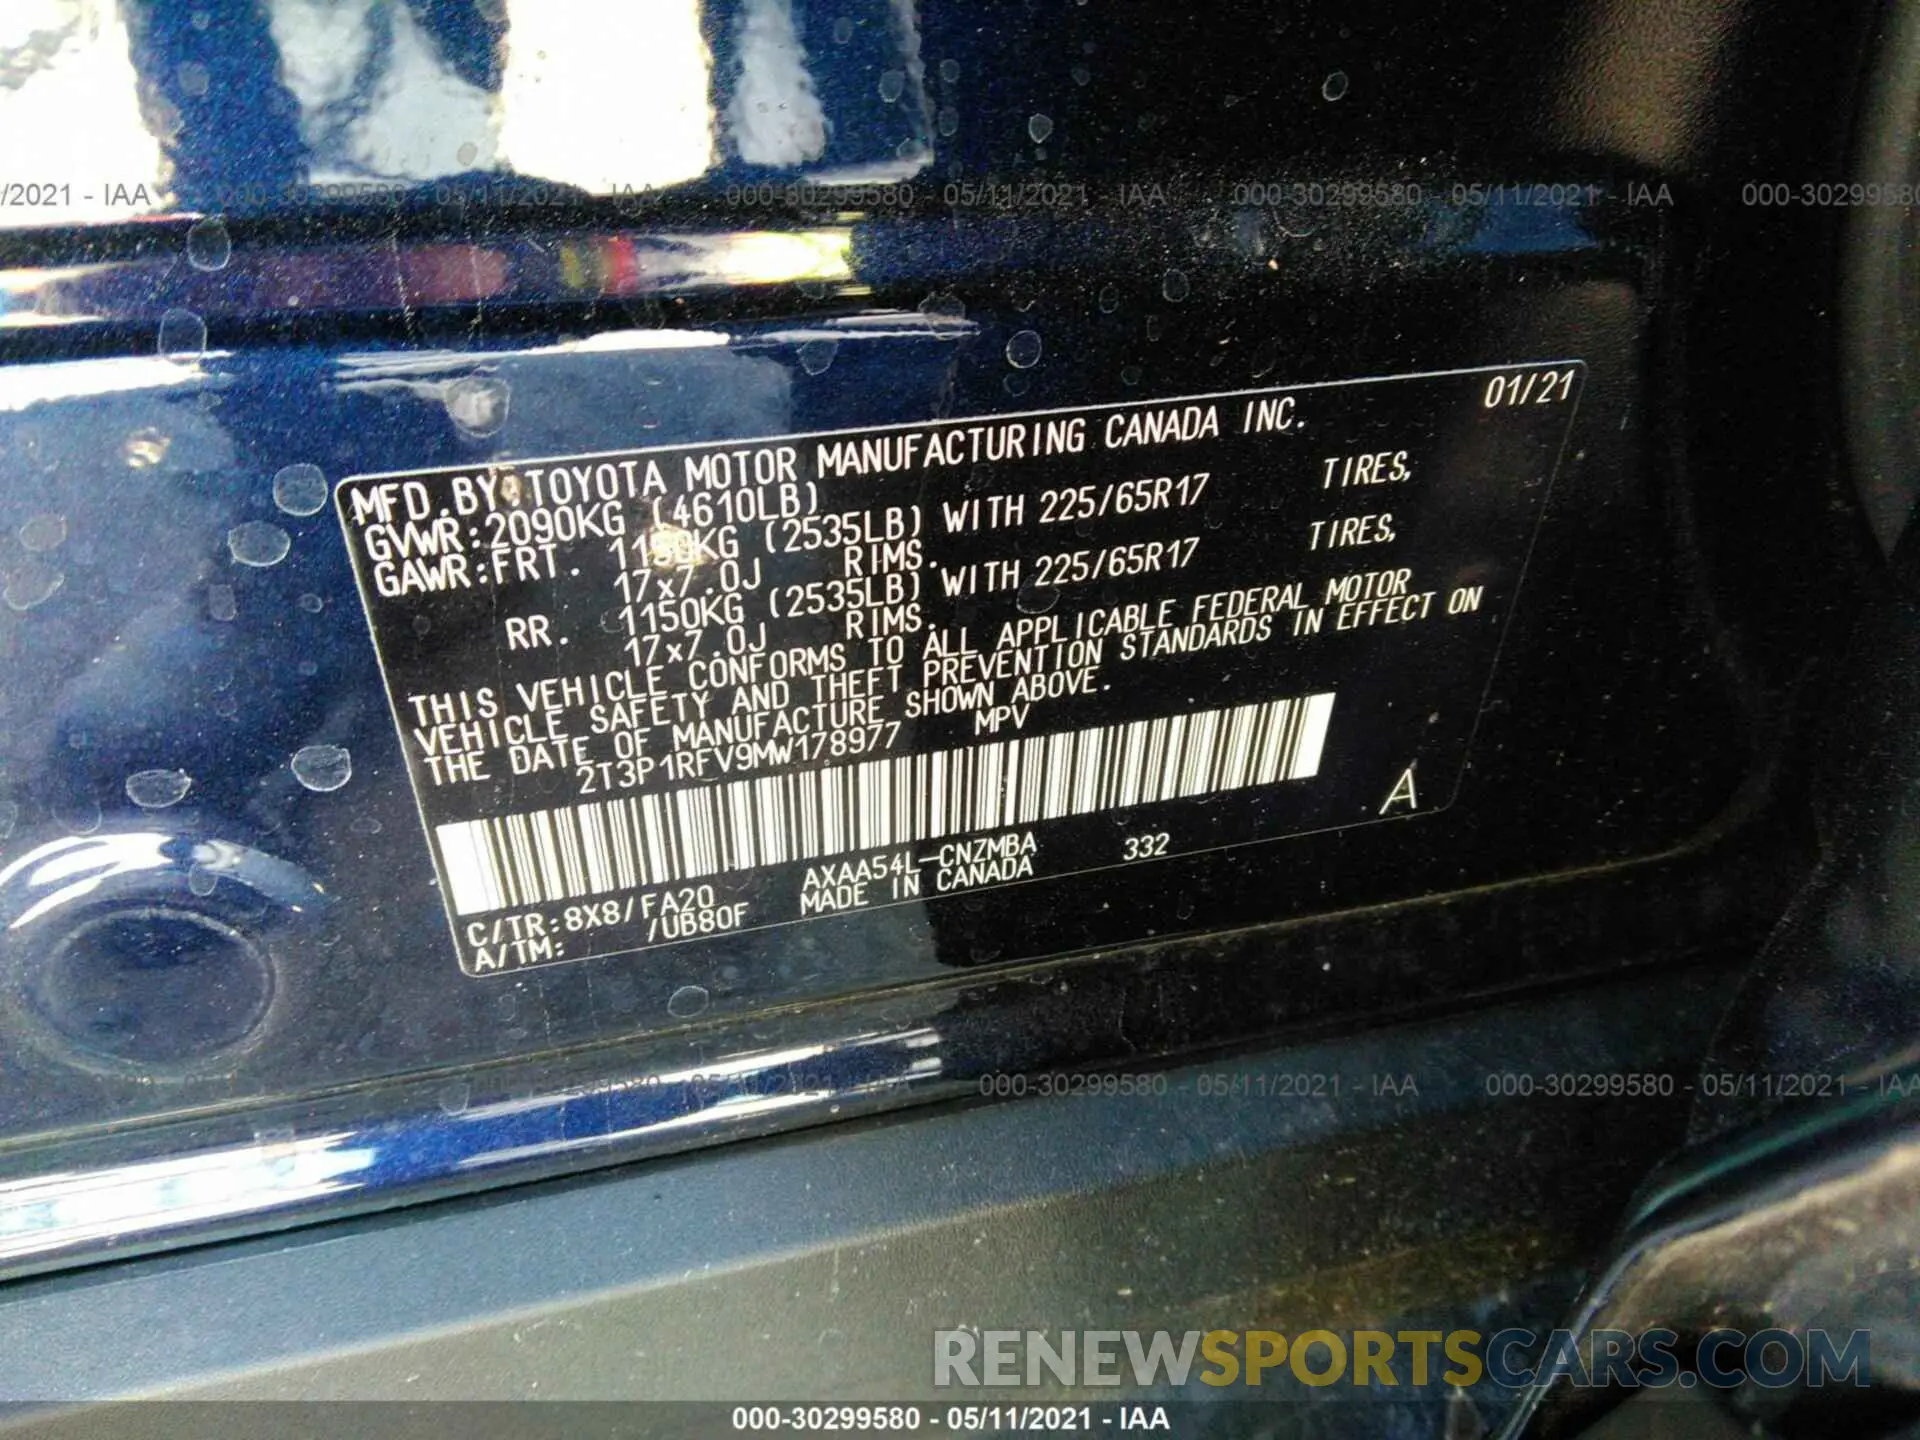 /2021 - IAA 000-30299580 - 05/11/2021 - IAA 000-30299580 - 05/11/2021 - IAA 000-30299580 - 05/11/2021 - IAA 000-30299580
01/21
MFD.BY TOYOTA MOTOR MANUFACTURING CANADA INC.
GVWR:2090KG (4610LB)
GAWR:FRT. 1150KG (2535LB) WITH 225/65R17 TIRES,
17x7.0J RIMS.
RR. 1150KG (2535LB) WITH 225/65R17 TIRES,
17x7.0J RIMS.
THIS VEHICLE CONFORMS TO ALL APPLICABLE FEDERAL MOTOR
VEHICLE SAFETY AND THEFT PREVENTION STANDARDS IN EFFECT ON
THE DATE OF MANUFACTURE SHOWN ABOVE.
2T3P1RFV9MW178977 MPV
A
C/TR:8X8/FA20 AXAA54L-CNZMBA 332
A/TM: /UB80F MADE IN CANADA
000-30299580 - 05/11/2021 - IAA 000-30299580 - 05/11/2021 - IAA
RENEWSPORTSCARS.COM
000-30299580 - 05/11/2021 - IAA